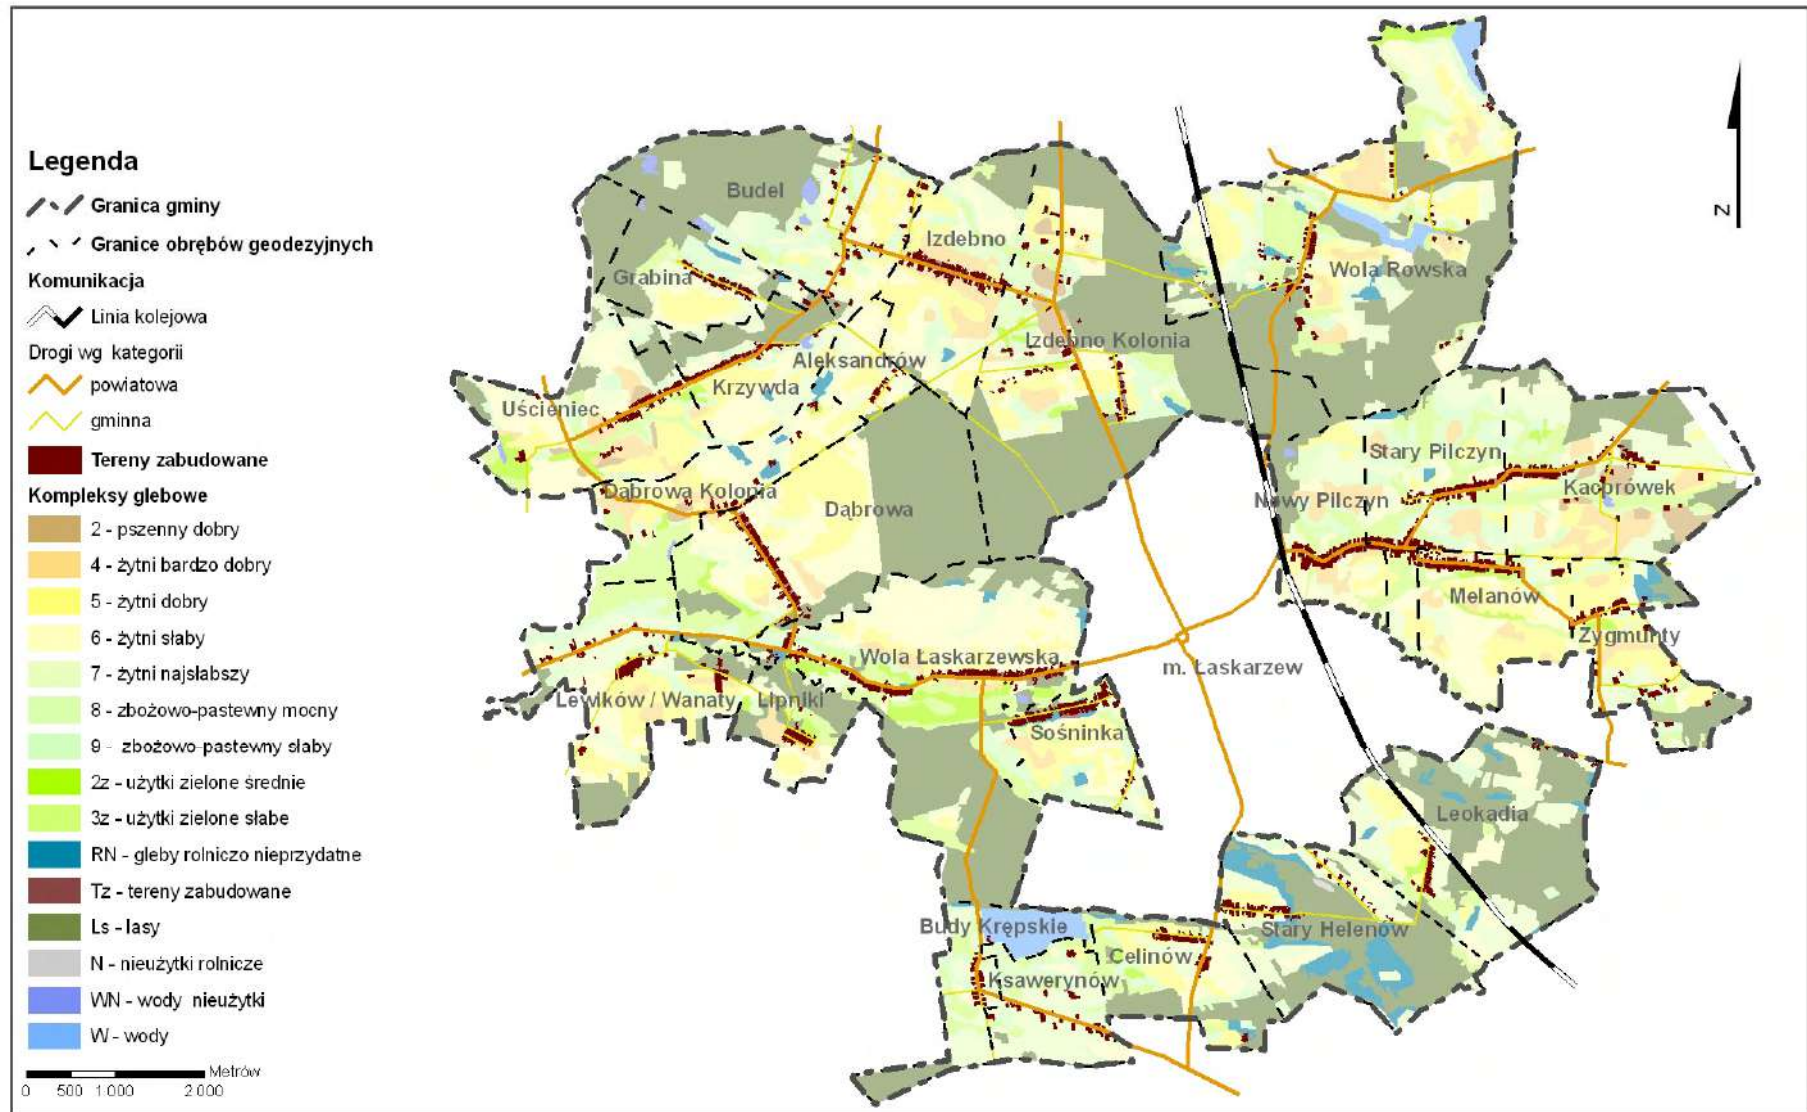 Legenda
Granica gminy
Granice obrębów geodezyjnych
Komunikacja
Linia kolejowa
Drogi wg kategorii
powiatowa
gminna
Tereny zabudowane
Kompleksy glebowe
2 - pszenny dobry
4 - żytni bardzo dobry
5 - żytni dobry
6 - żytni słaby
7 - żytni najsłabszy
8 - zbożowo-pastewny mocny
9 - zbożowo-pastewny słaby
2z - użytki zielone średnie
3z - użytki zielone słabe
RN - gleby rolniczo nieprzydatne
Tz - tereny zabudowane
Ls - lasy
N - nieużytki rolnicze
WN - wody nieużytki
W - wody
Metrów
0 500 1 000 2 000
Z
Budel
Izdebno
Grabina
Wola Rowska
Izdebno Kolonia
Aleksandrów
Krzywda
Uścieniec
Stary Pilczyn
Dąbrowa Kolonia
Kacprówek
Nowy Pilczyn
Dąbrowa
Melanów
Zygmunty
Wola Łaskarzewska
m. Łaskarzew
Lewików / Wanaty
Lipniki
Sośninka
Leokadia
Budy Krępskie
Stary Helenów
Celinów
Ksawerynów